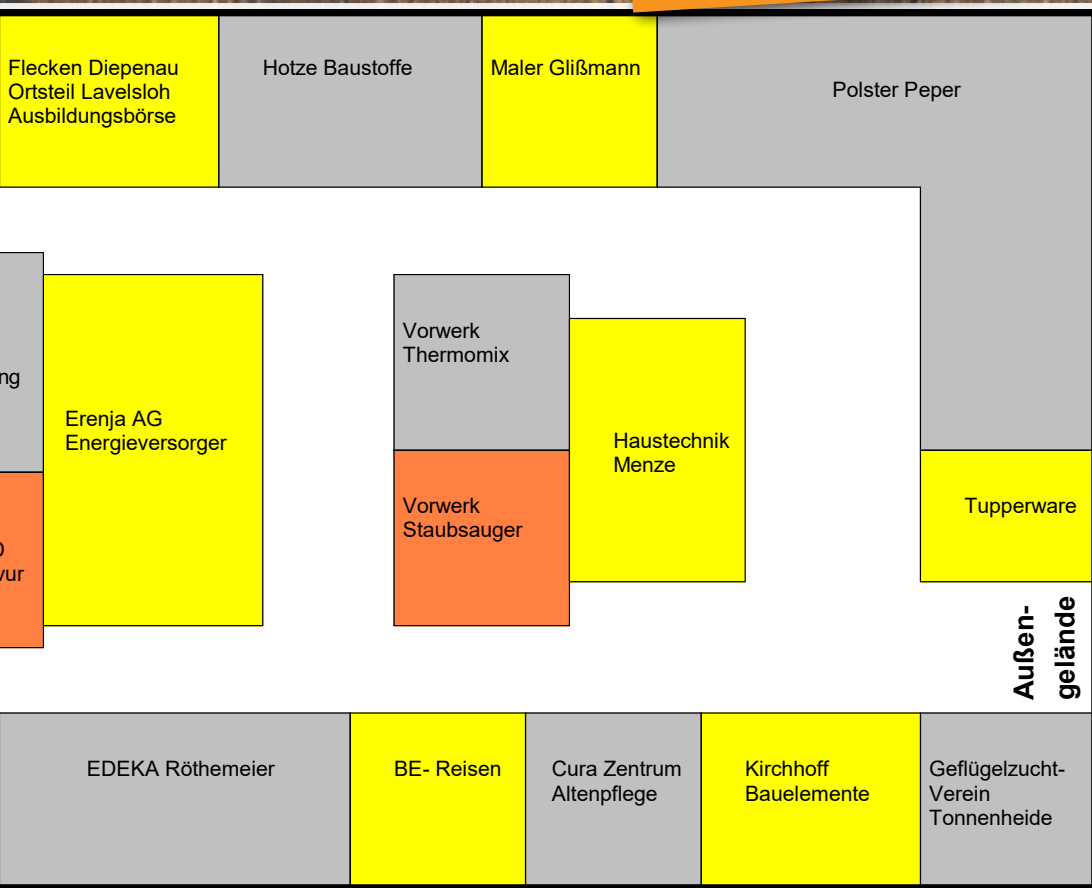 Flecken Diepenau
Ortsteil Lavelsloh
Ausbildungsbörse
Hotze Baustoffe
Maler Glißmann
Polster Peper
ng
Erenja AG
Energieversorger
vur
Vorwerk
Thermomix
Vorwerk
Staubsauger
Haustechnik
Menze
Tupperware
Außen-
gelände
EDEKA Röthemeier
BE- Reisen
Cura Zentrum
Altenpflege
Kirchhoff
Bauelemente
Geflügelzucht-
Verein
Tonnenheide